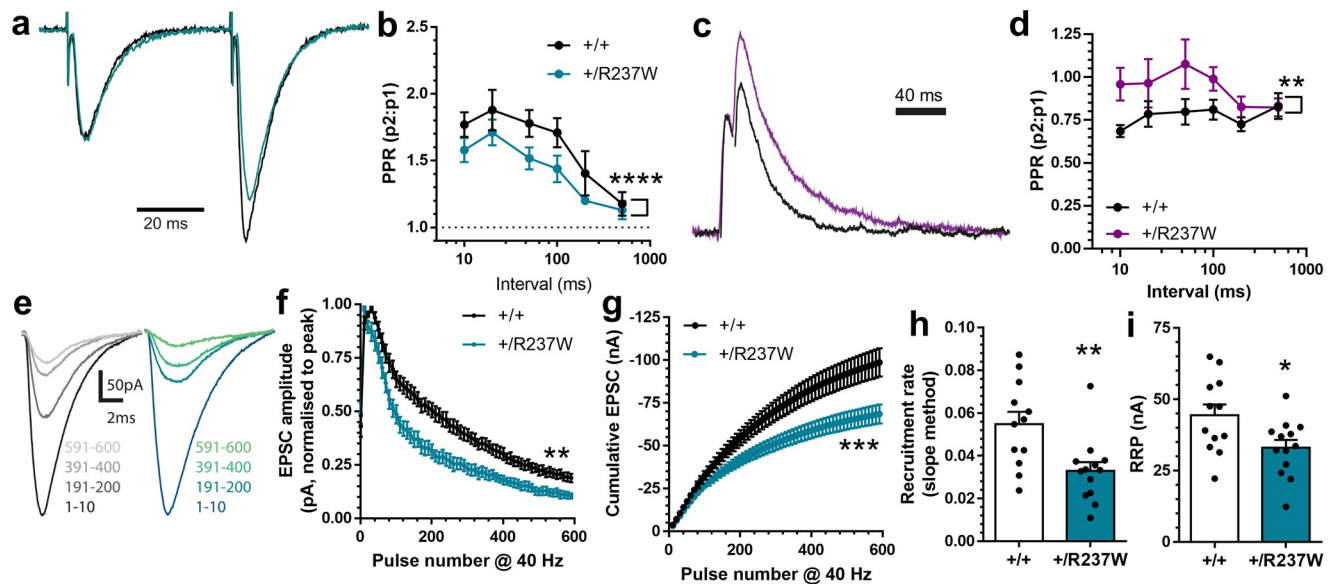 a
20 ms
b
PPR (p2:p1)
2.5
2.0
1.5
1.0
+/+
+/R237W
****
10
100
1000
Interval (ms)
c
40 ms
d
PPR (p2:p1)
1.25
1.00
0.75
0.50
0.25
0.00
**
+/+
+/R237W
10
100
1000
Interval (ms)
e
50pA
2ms
591-600
391-400
191-200
1-10
591-600
391-400
191-200
1-10
f
EPSC amplitude
(pA, normalised to peak)
1.00
0.75
0.50
0.25
0.00
+/+
+/R237W
**
0
200
400
600
Pulse number @ 40 Hz
g
Cumulative EPSC (nA)
-125
-100
-75
-50
-25
0
+/+
+/R237W
***
0
200
400
600
Pulse number @ 40 Hz
h
Recruitment rate
(slope method)
0.10
0.08
0.06
0.04
0.02
0.00
**
+/+
+/R237W
i
RRP (nA)
75
50
25
0
*
+/+
+/R237W